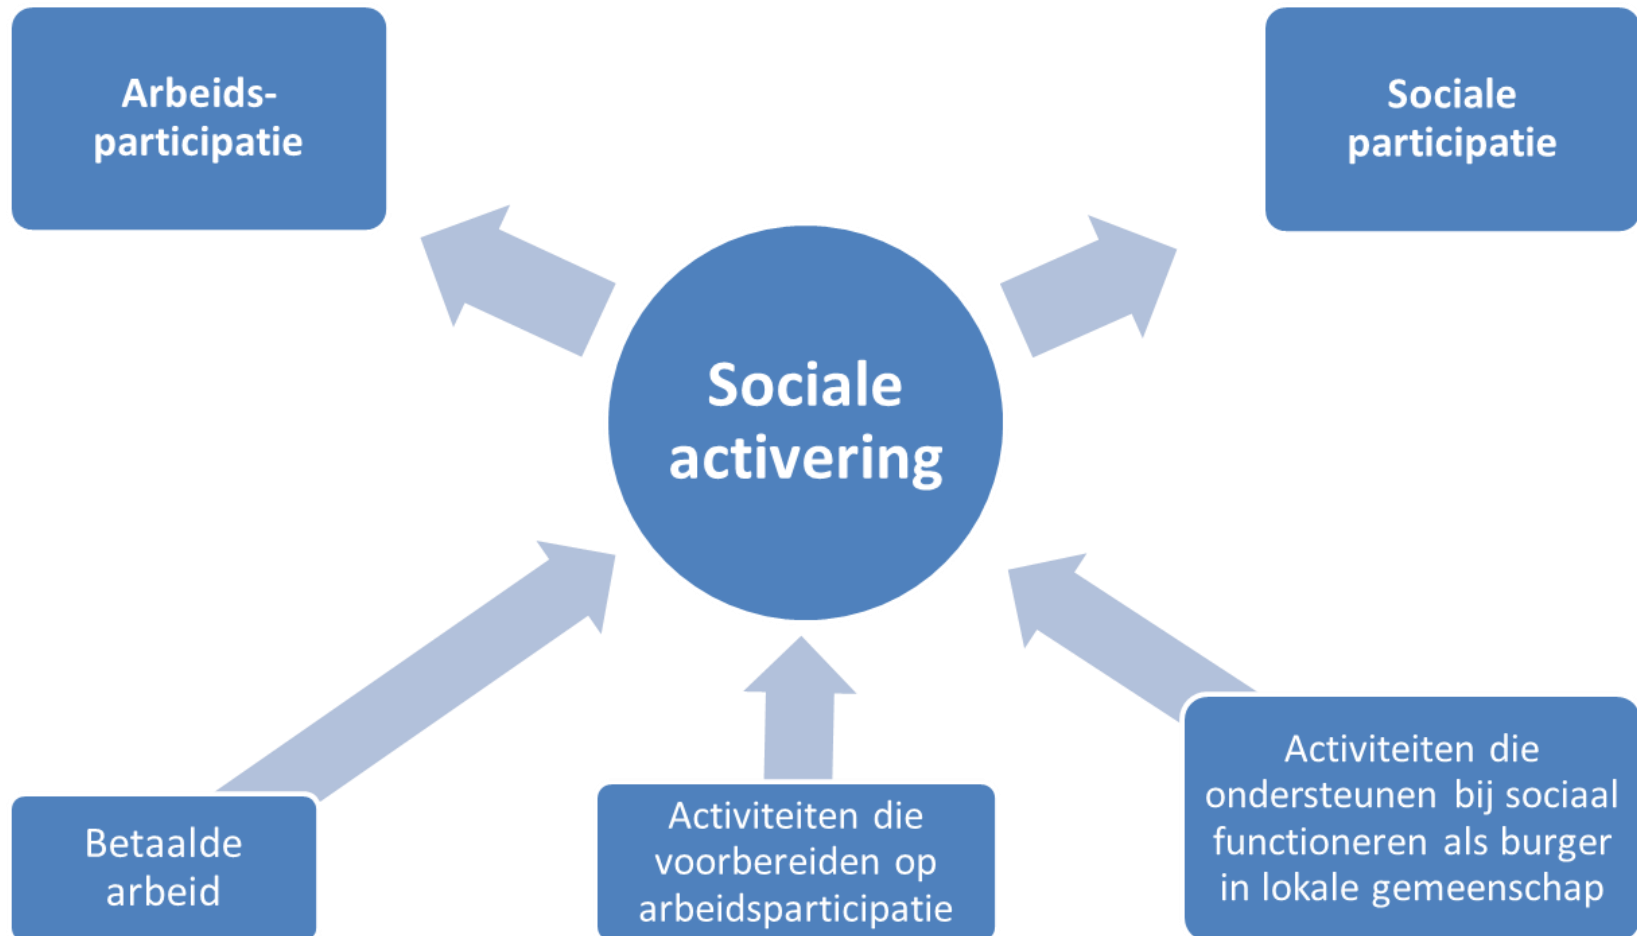 Arbeids-
participatie
Sociale
participatie
Sociale
activering
Betaalde
arbeid
Activiteiten die
voorbereiden op
arbeidsparticipatie
Activiteiten die
ondersteunen bij sociaal
functioneren als burger
in lokale gemeenschap